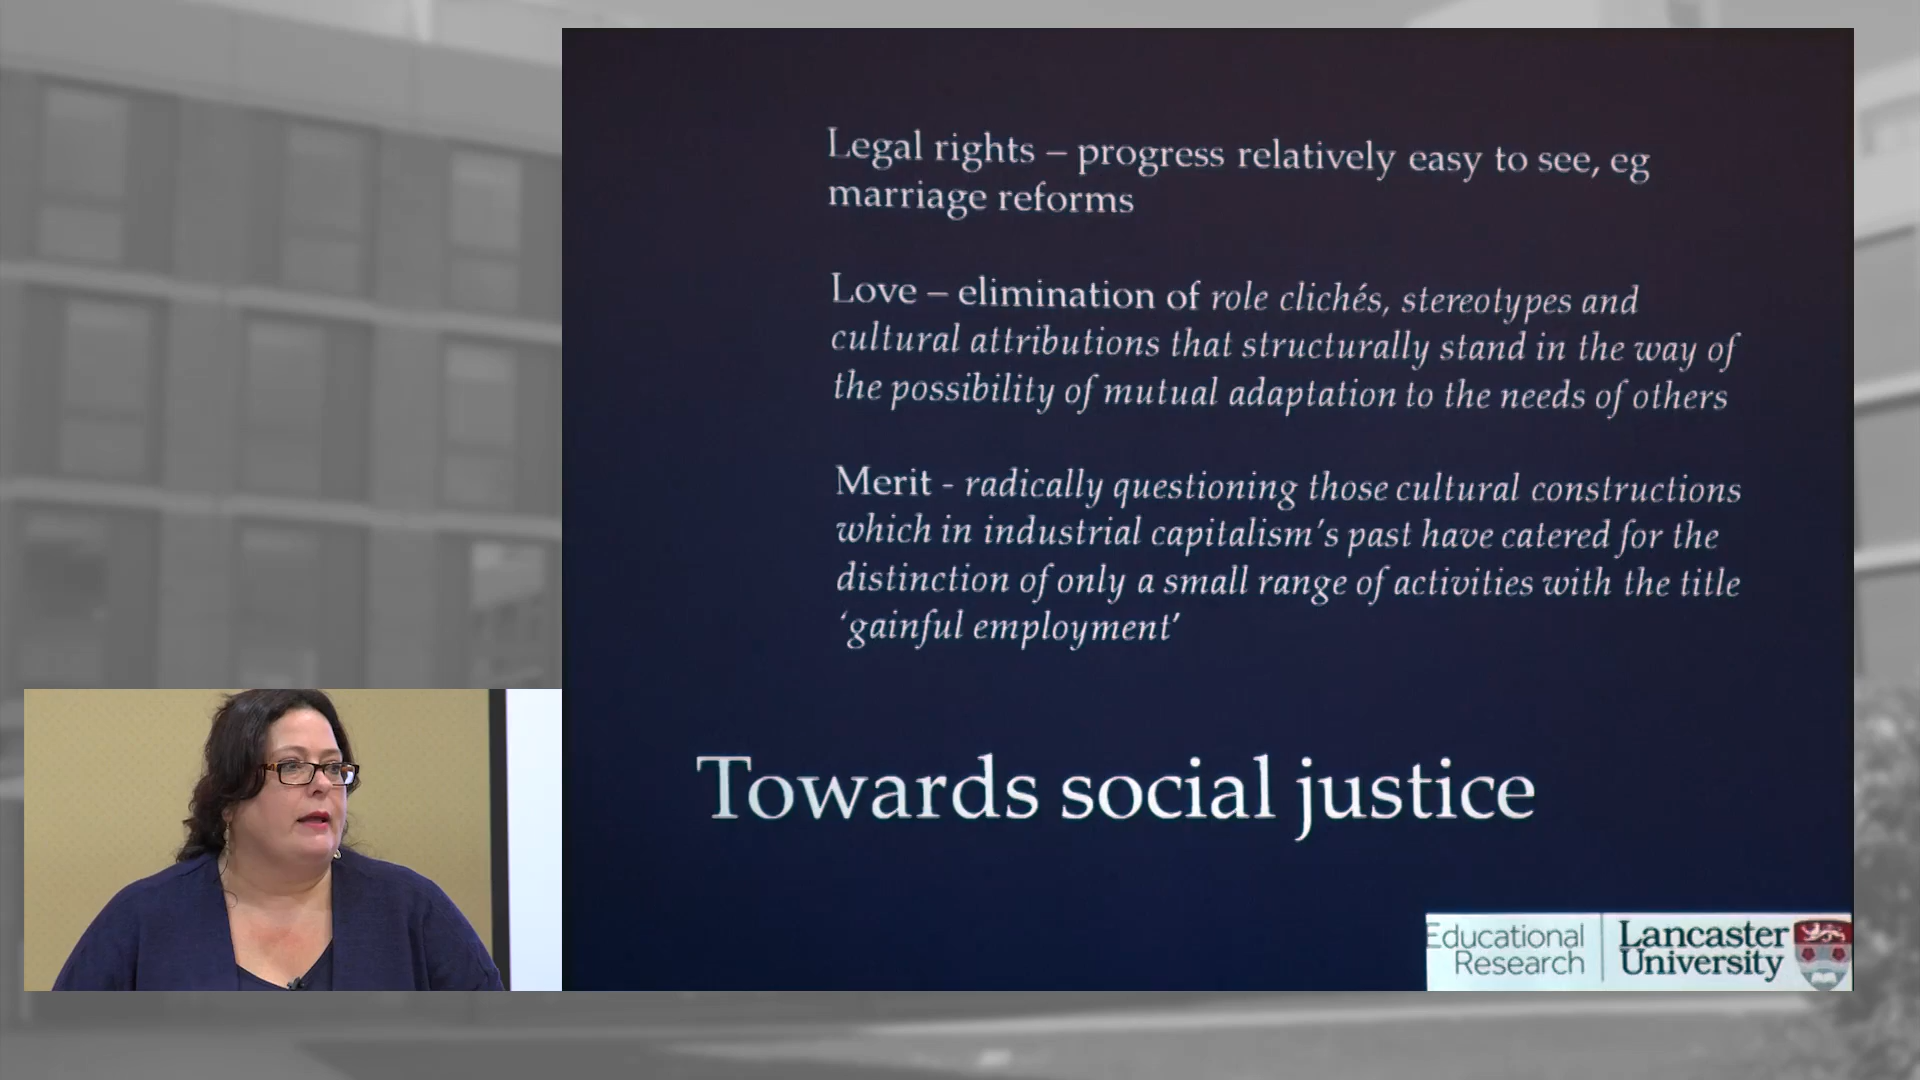 Legal rights – progress relatively easy to see, eg
marriage reforms
Love – elimination of role clichés, stereotypes and
cultural attributions that structurally stand in the way of
the possibility of mutual adaptation to the needs of others
Merit - radically questioning those cultural constructions
which in industrial capitalism's past have catered for the
distinction of only a small range of activities with the title
‘gainful employment’
Towards social justice
Educational
Research
Lancaster
University